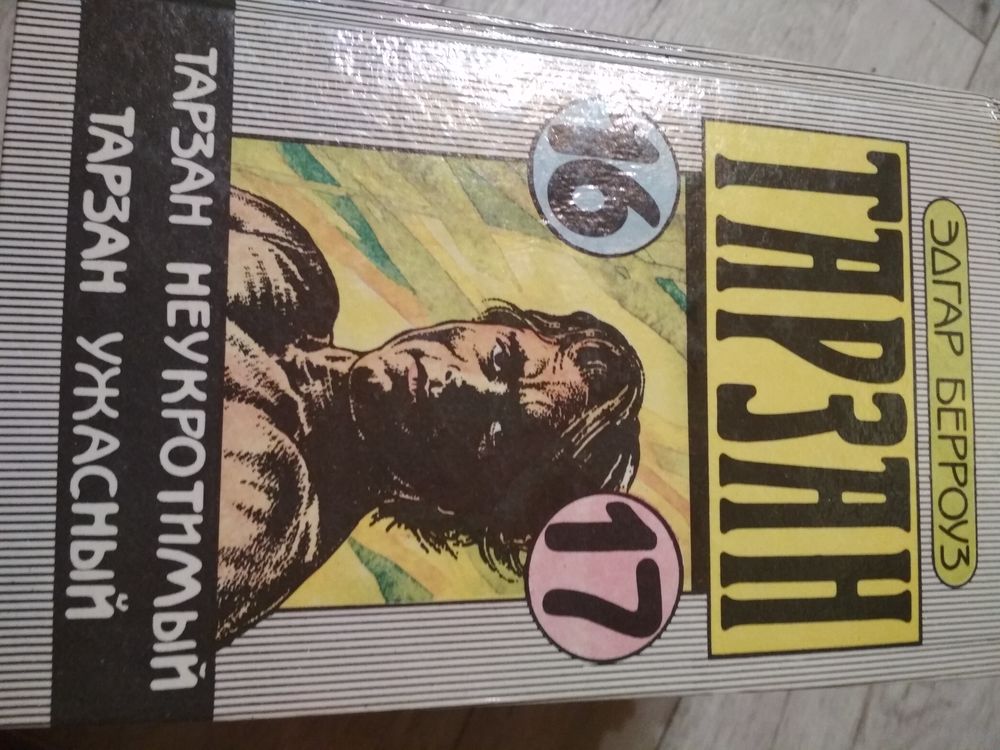 ЭДГАР БЕРРОУЗ
ТАРЗАН
16
17
ТАРЗАН НЕУКРОТИМЫЙ
ТАРЗАН УЖАСНЫЙ